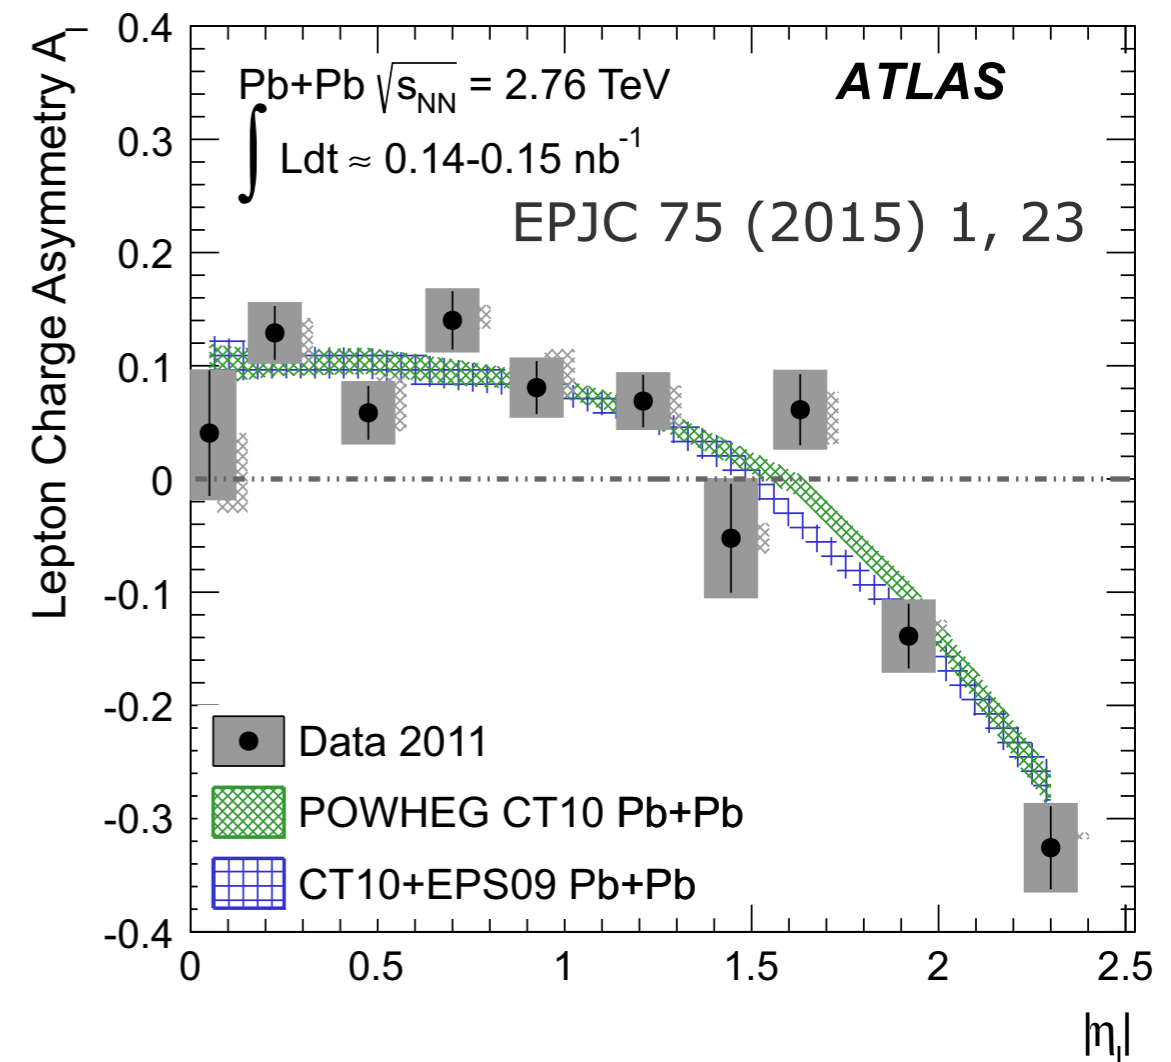 Lepton Charge Asymmetry A_l
0.4
0.3
0.2
0.1
0
-0.1
-0.2
-0.3
-0.4
Pb+Pb √s_NN = 2.76 TeV
ATLAS
∫ Ldt ≈ 0.14-0.15 nb^-1
EPJC 75 (2015) 1, 23
Data 2011
POWHEG CT10 Pb+Pb
CT10+EPS09 Pb+Pb
0 0.5 1 1.5 2 2.5
|η_l|